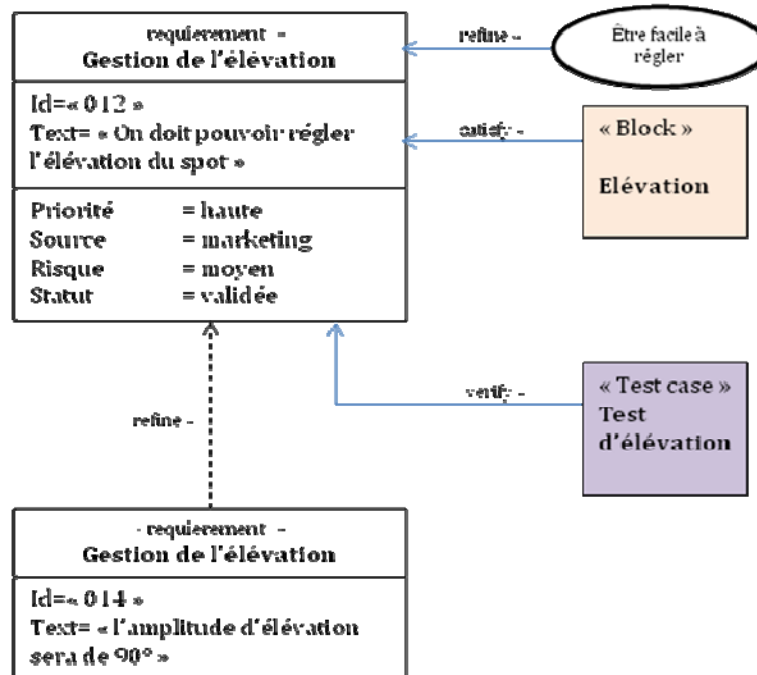 requierement »
Gestion de l'élévation
Id=« 012 »
Text= « On doit pouvoir régler
l'élévation du spot »
Priorité = haute
Source = marketing
Risque = moyen
Statut = validée
refine -
Être facile à
régler
satisfy -
« Block »
Elévation
verify -
« Test case »
Test
d'élévation
refine -
- requierement -
Gestion de l'élévation
Id=« 014 »
Text= « l'amplitude d'élévation
sera de 90° »